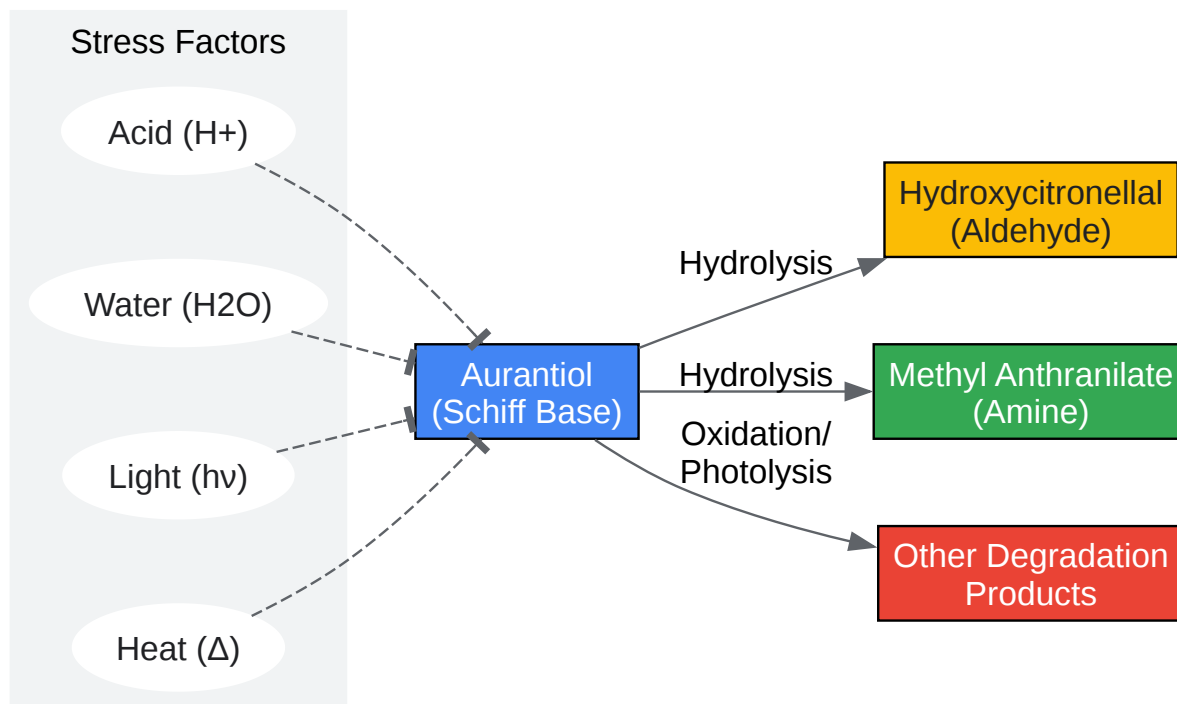 Stress Factors
Acid (H+)
Water (H2O)
Light (hν)
Heat (Δ)
Aurantiol
(Schiff Base)
Hydrolysis
Hydrolysis
Oxidation/
Photolysis
Hydroxycitronellal
(Aldehyde)
Methyl Anthranilate
(Amine)
Other Degradation
Products